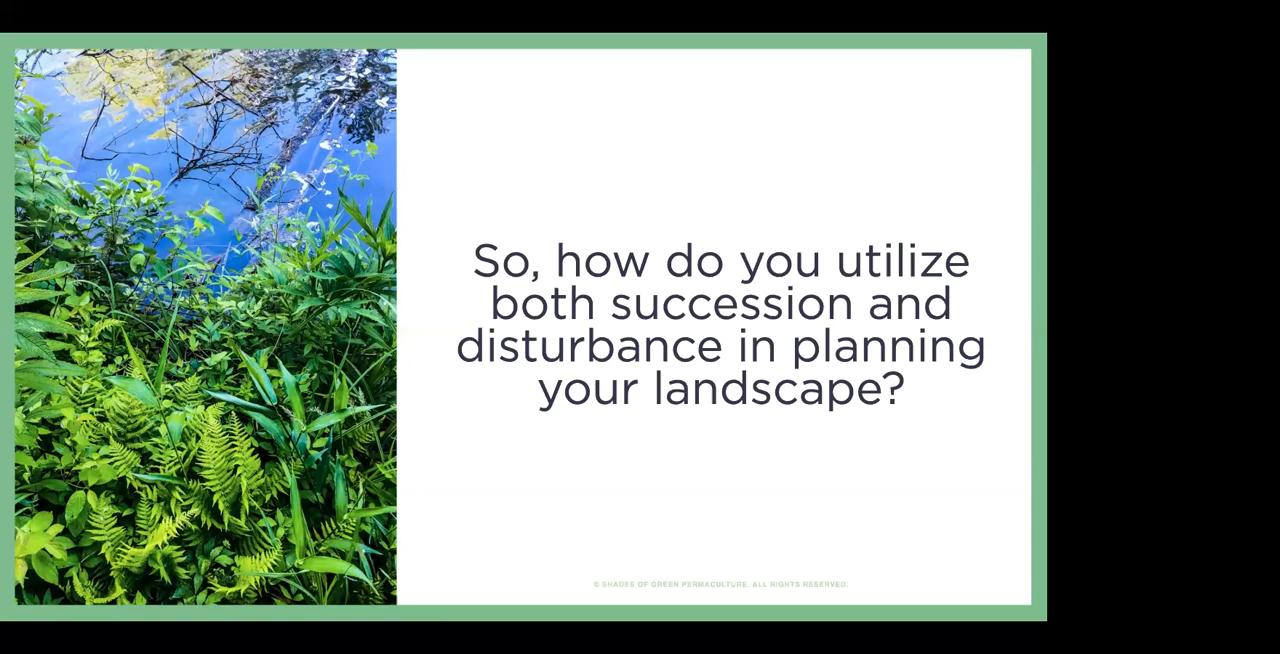 So, how do you utilize
both succession and
disturbance in planning
your landscape?
© SHADES OF GREEN PERMACULTURE. ALL RIGHTS RESERVED.